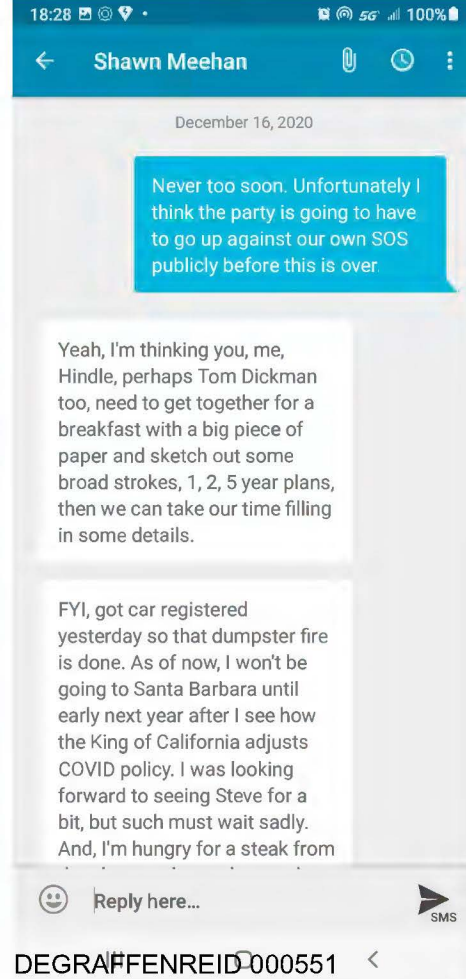 18:28 5G 100%
Shawn Meehan
December 16, 2020
Never too soon. Unfortunately I
think the party is going to have
to go up against our own SOS
publicly before this is over.
Yeah, I'm thinking you, me,
Hindle, perhaps Tom Dickman
too, need to get together for a
breakfast with a big piece of
paper and sketch out some
broad strokes, 1, 2, 5 year plans,
then we can take our time filling
in some details.
FYI, got car registered
yesterday so that dumpster fire
is done. As of now, I won't be
going to Santa Barbara until
early next year after I see how
the King of California adjusts
COVID policy. I was looking
forward to seeing Steve for a
bit, but such must wait sadly.
And, I'm hungry for a steak from
Reply here...
SMS
DEGRAFFENREID 000551